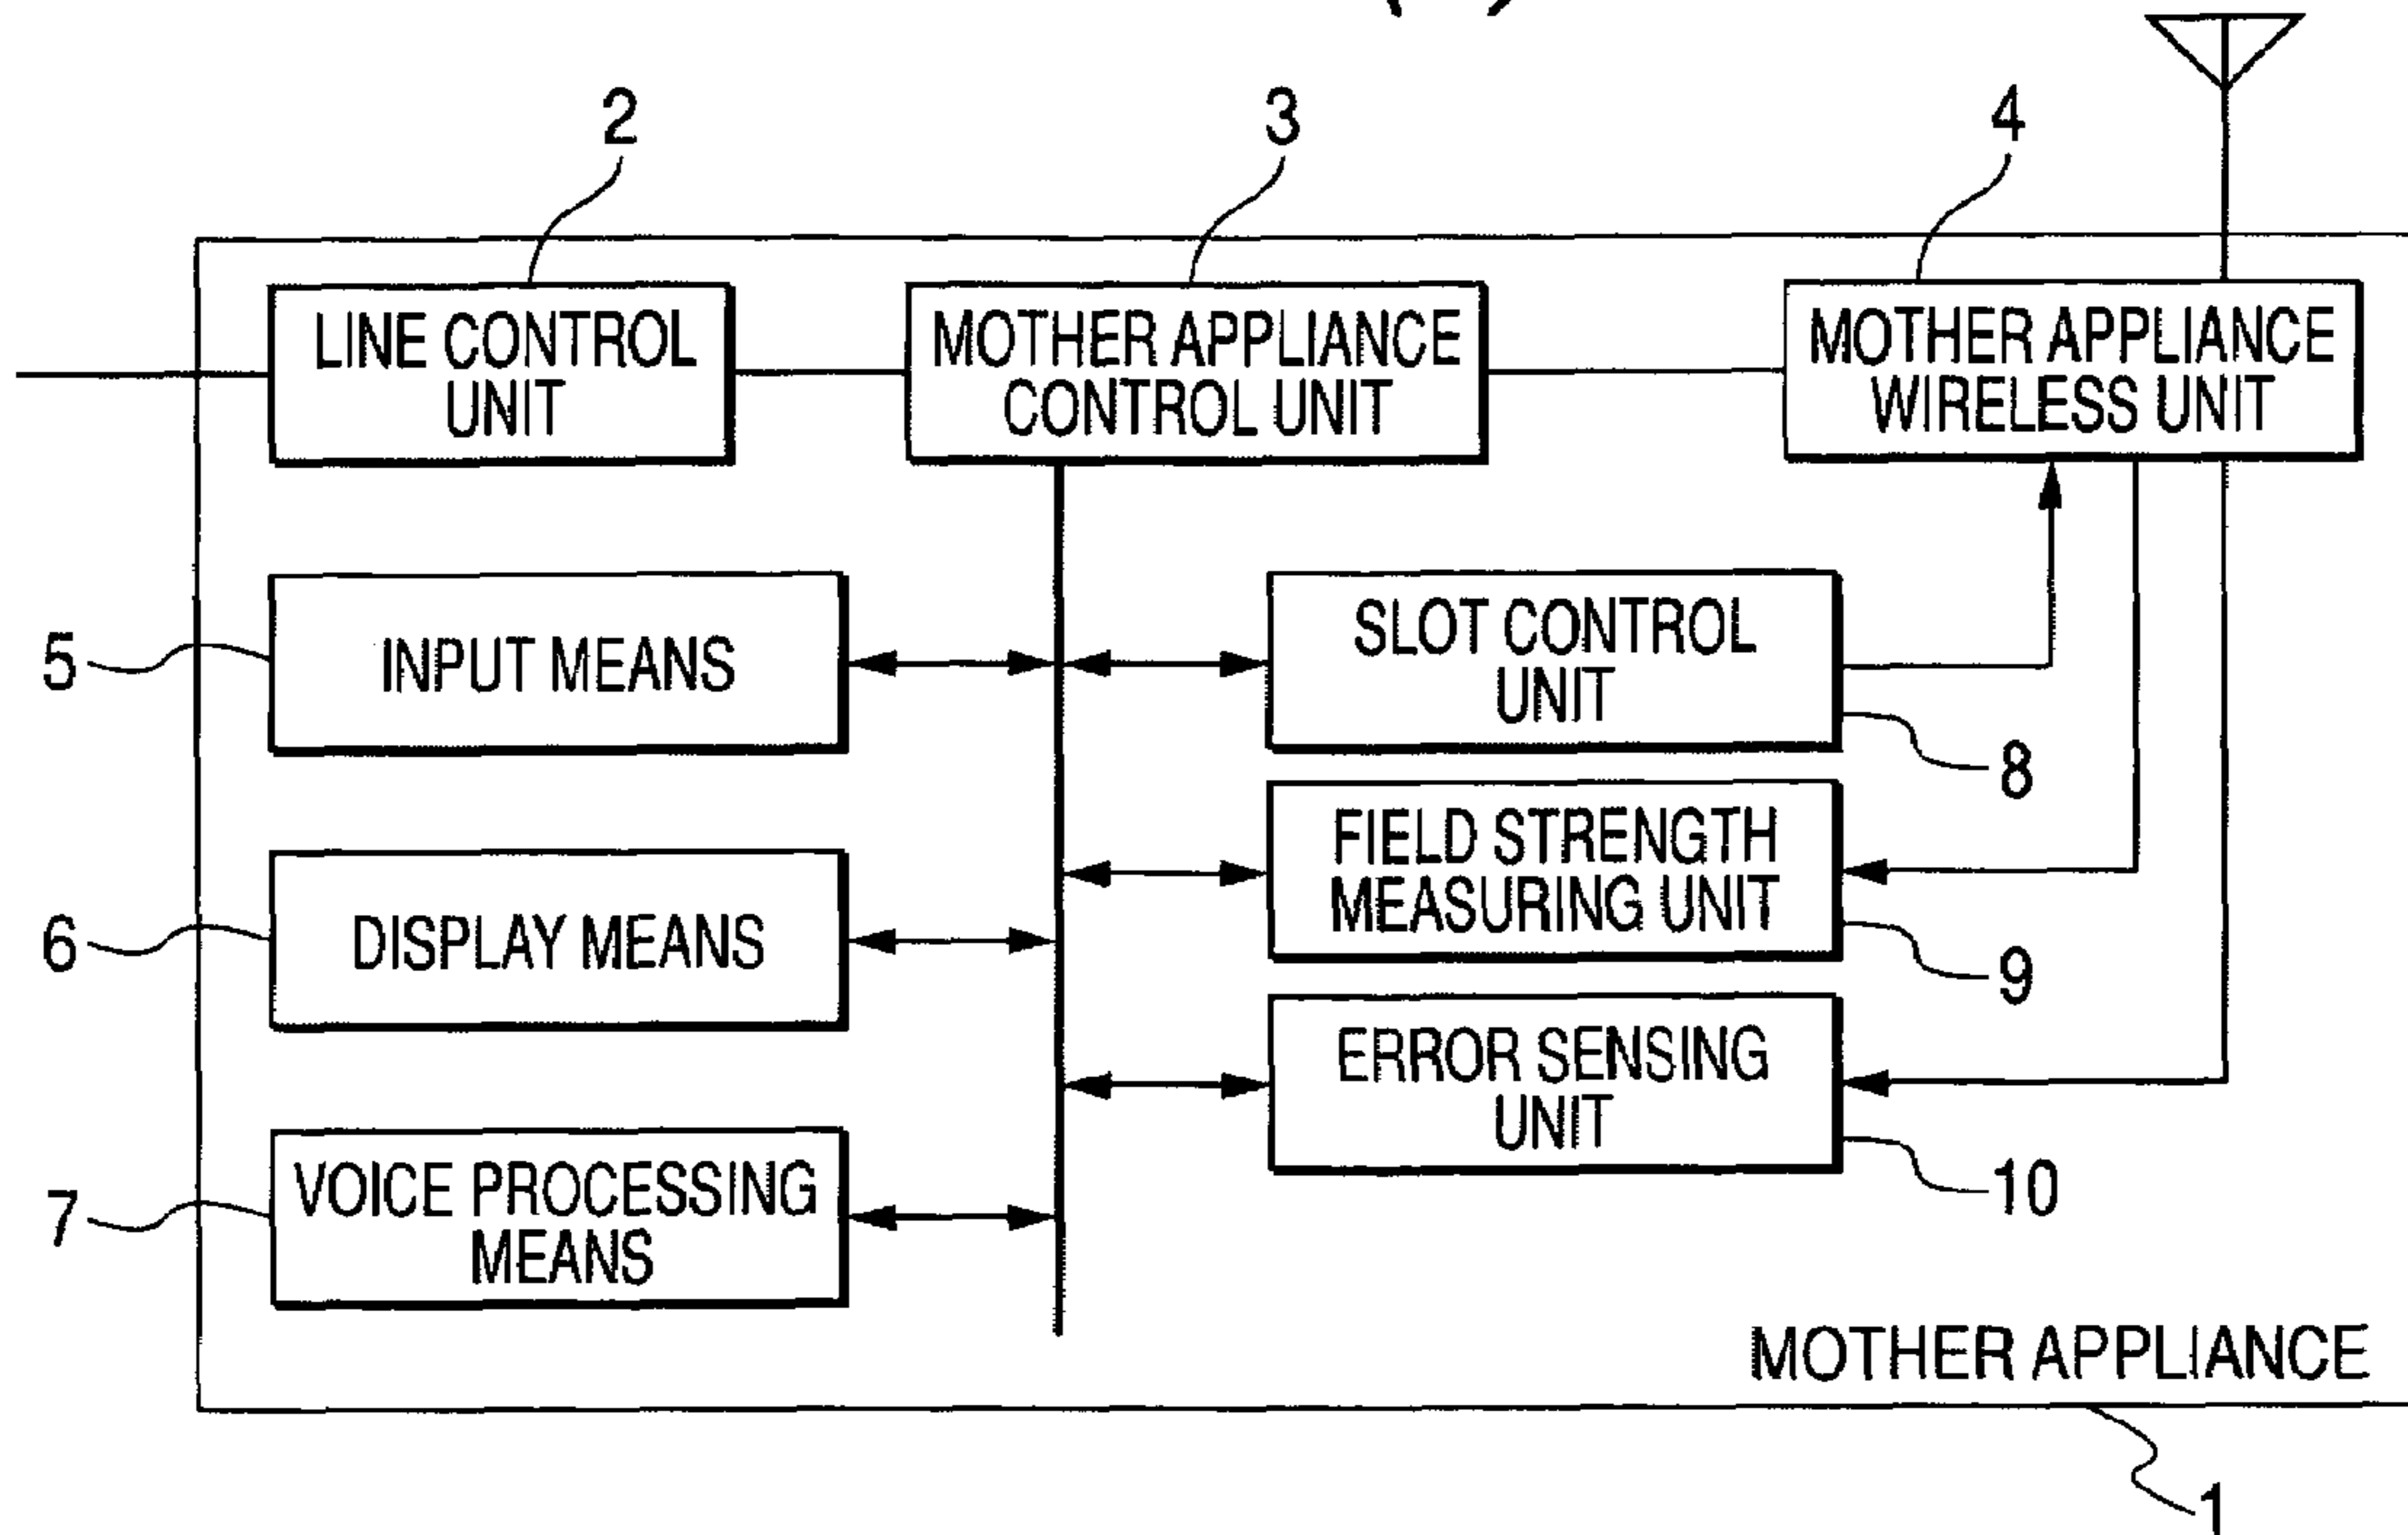 2
3
4
LINE CONTROL
UNIT
MOTHER APPLIANCE
CONTROL UNIT
MOTHER APPLIANCE
WIRELESS UNIT
5
INPUT MEANS
SLOT CONTROL
UNIT
8
6
DISPLAY MEANS
FIELD STRENGTH
MEASURING UNIT
9
7
VOICE PROCESSING
MEANS
ERROR SENSING
UNIT
10
MOTHER APPLIANCE
1